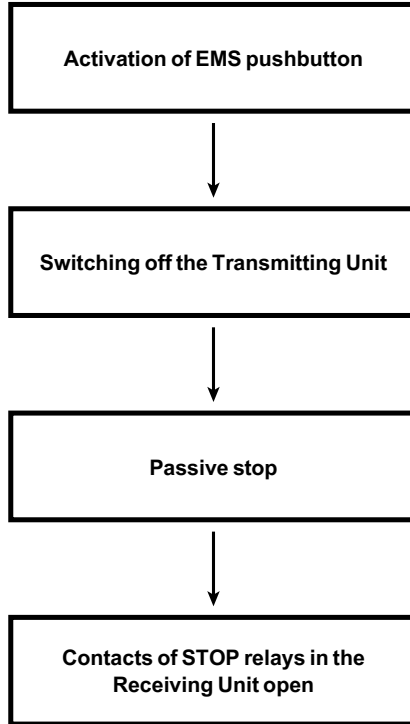 Activation of EMS pushbutton
Switching off the Transmitting Unit
Passive stop
Contacts of STOP relays in the
Receiving Unit open